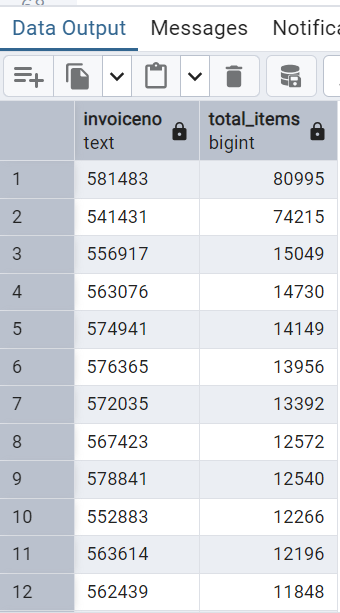 Data Output Messages Notifica
invoiceno total_items
text bigint
1 581483 80995
2 541431 74215
3 556917 15049
4 563076 14730
5 574941 14149
6 576365 13956
7 572035 13392
8 567423 12572
9 578841 12540
10 552883 12266
11 563614 12196
12 562439 11848